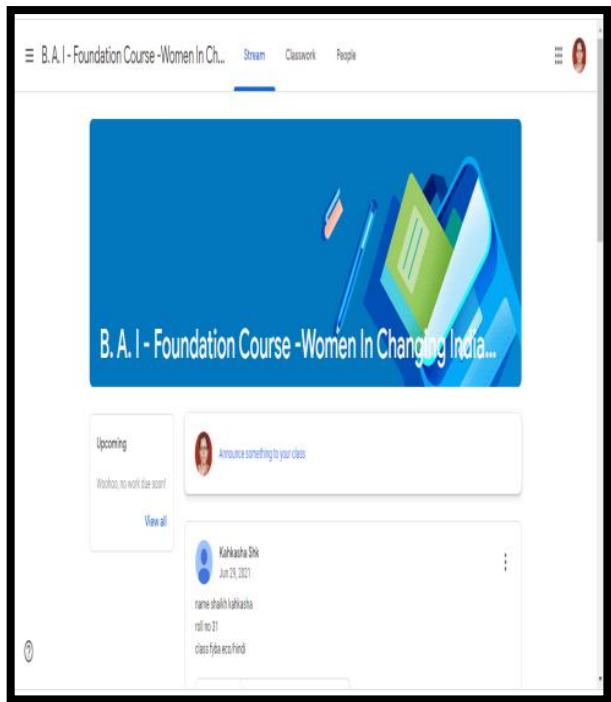 B. A. I - Foundation Course -Women In Ch...
Stream
Classwork
People
B. A. I - Foundation Course -Women In Changing India...
Upcoming
Woohoo, no work due soon!
View all
Announce something to your class
Kahkasha Shk
Jun 29, 2021
name shaikh kahkasha
roll no 31
class fyba eco/hindi